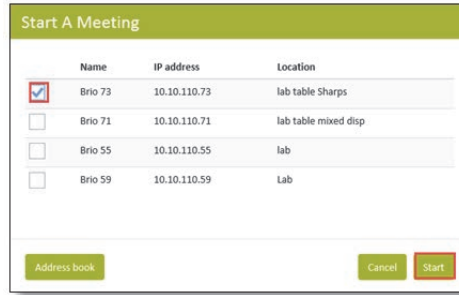 Start A Meeting
Name IP address Location
Brio 73 10.10.110.73 lab table Sharps
Brio 71 10.10.110.71 lab table mixed disp
Brio 55 10.10.110.55 lab
Brio 59 10.10.110.59 Lab
Address book Cancel Start